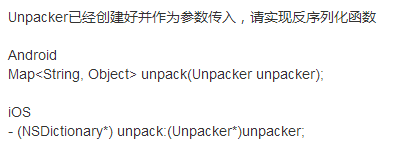 Unpacker已经创建好并作为参数传入，请实现反序列化函数
Android
Map<String, Object> unpack(Unpacker unpacker);
iOS
- (NSDictionary*) unpack:(Unpacker*)unpacker;